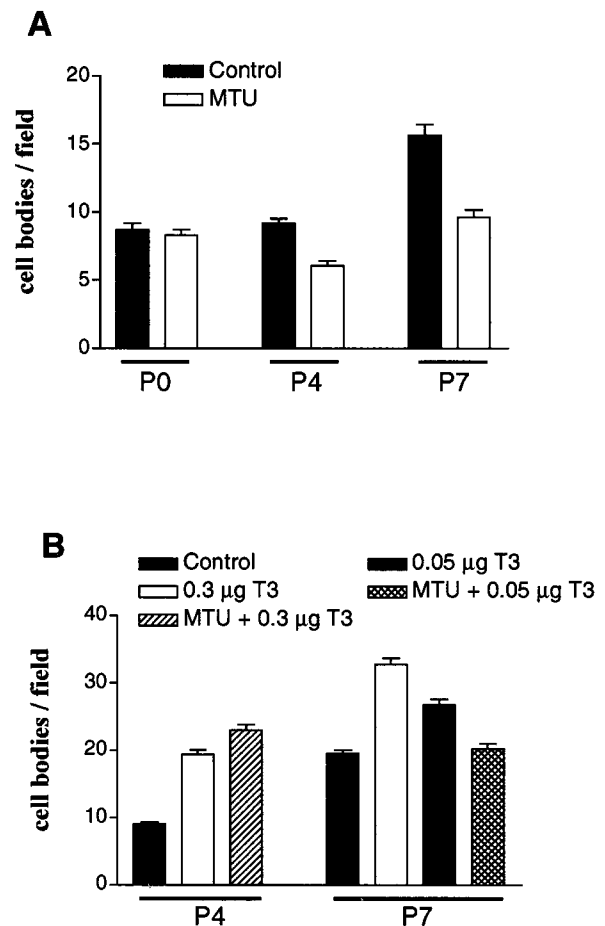 A
Control
MTU
cell bodies / field
20
15
10
5
0
P0 P4 P7
B
Control 0.05 µg T3
0.3 µg T3 MTU + 0.05 µg T3
MTU + 0.3 µg T3
cell bodies / field
40
30
20
10
0
P4 P7